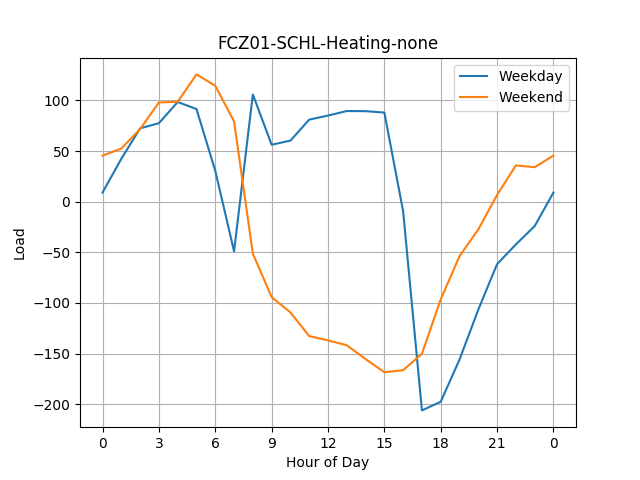 FCZ01-SCHL-Heating-none
Weekday
Weekend
Load
100
50
0
−50
−100
−150
−200
0 3 6 9 12 15 18 21 0
Hour of Day